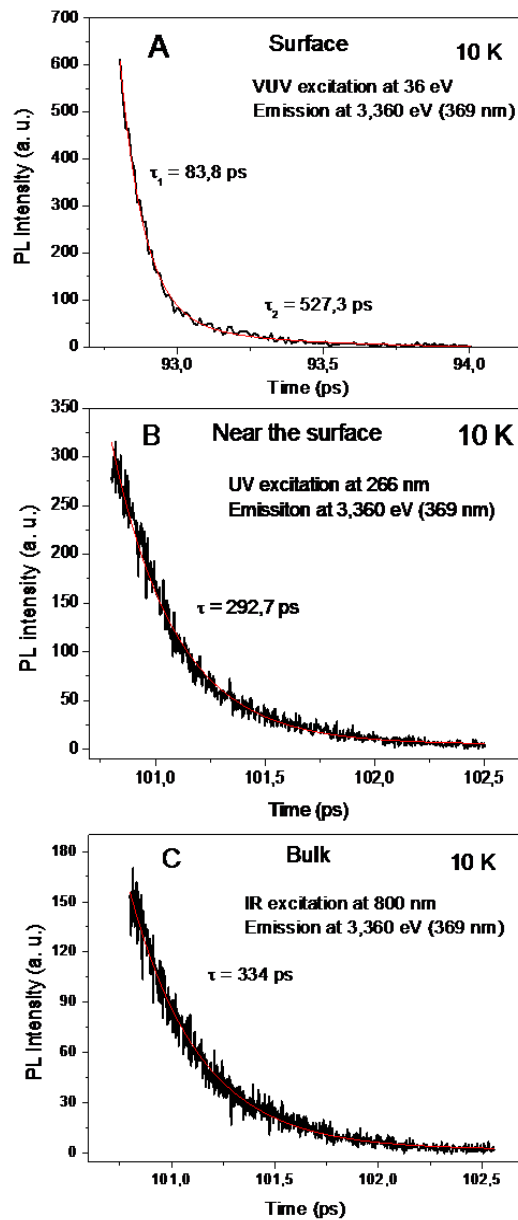 700
600
500
400
300
200
100
0
PL Intensity (a. u.)
A
Surface
10 K
VUV excitation at 36 eV
Emission at 3,360 eV (369 nm)
τ1 = 83,8 ps
τ2 = 527,3 ps
93,0
93,5
94,0
Time (ps)
350
300
250
200
150
100
50
0
PL intensity (a. u.)
B
Near the surface
10 K
UV excitation at 266 nm
Emissiton at 3,360 eV (369 nm)
τ = 292,7 ps
101,0
101,5
102,0
102,5
Time (ps)
180
150
120
90
60
30
0
PL Intensity (a. u.)
C
Bulk
10 K
IR excitation at 800 nm
Emission at 3,360 eV (369 nm)
τ = 334 ps
101,0
101,5
102,0
102,5
Time (ps)